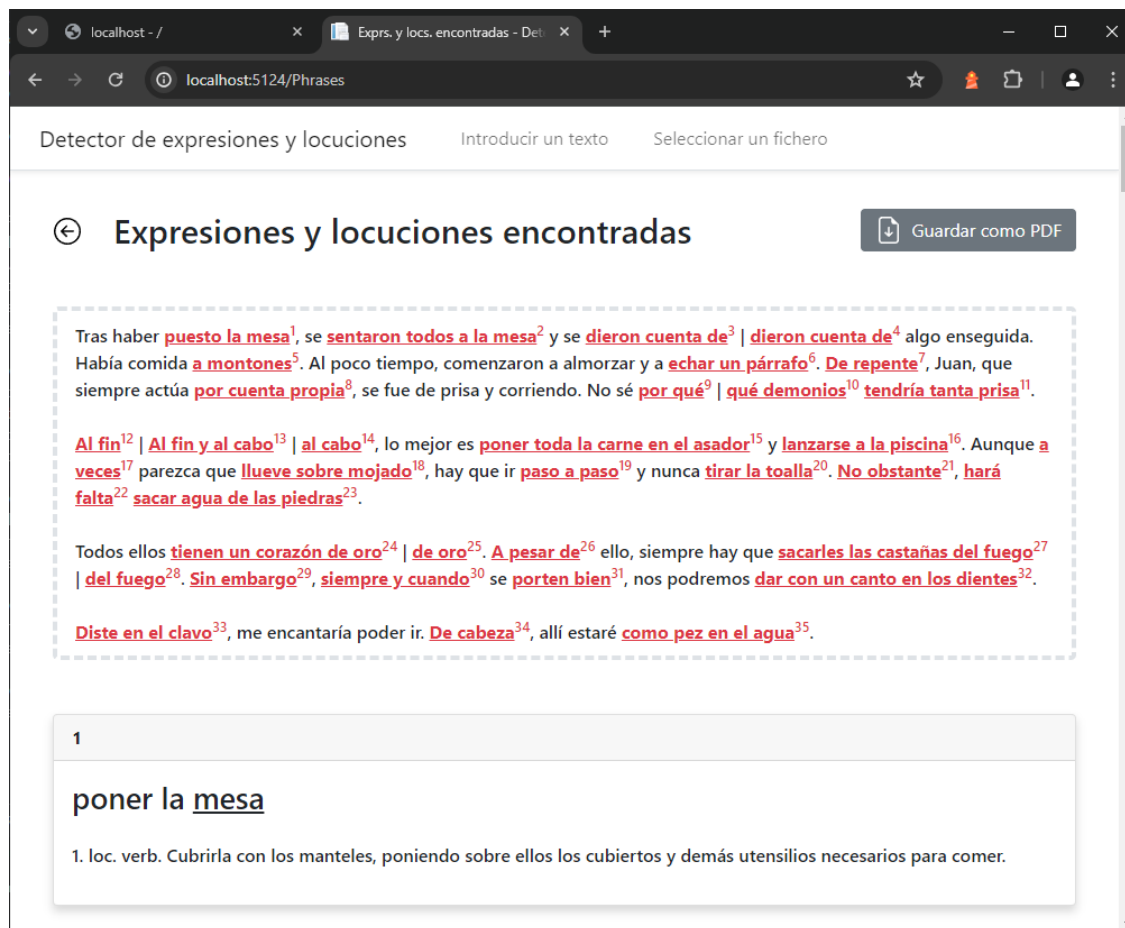 localhost - /
Exprs. y locs. encontradas - Det
localhost:5124/Phrases
Detector de expresiones y locuciones Introducir un texto Seleccionar un fichero
Expresiones y locuciones encontradas Guardar como PDF
Tras haber puesto la mesa1, se sentaron todos a la mesa2 y se dieron cuenta de3 | dieron cuenta de4 algo enseguida.
Había comida a montones5. Al poco tiempo, comenzaron a almorzar y a echar un párrafo6. De repente7, Juan, que
siempre actúa por cuenta propia8, se fue de prisa y corriendo. No sé por qué9 | qué demonios10 tendría tanta prisa11.
Al fin12 | Al fin y al cabo13 | al cabo14, lo mejor es poner toda la carne en el asador15 y lanzarse a la piscina16. Aunque a
veces17 parezca que llueve sobre mojado18, hay que ir paso a paso19 y nunca tirar la toalla20. No obstante21, hará
falta22 sacar agua de las piedras23.
Todos ellos tienen un corazón de oro24 | de oro25. A pesar de26 ello, siempre hay que sacarles las castañas del fuego27
| del fuego28. Sin embargo29, siempre y cuando30 se porten bien31, nos podremos dar con un canto en los dientes32.
Diste en el clavo33, me encantaría poder ir. De cabeza34, allí estaré como pez en el agua35.
1
poner la mesa
1. loc. verb. Cubrirla con los manteles, poniendo sobre ellos los cubiertos y demás utensilios necesarios para comer.